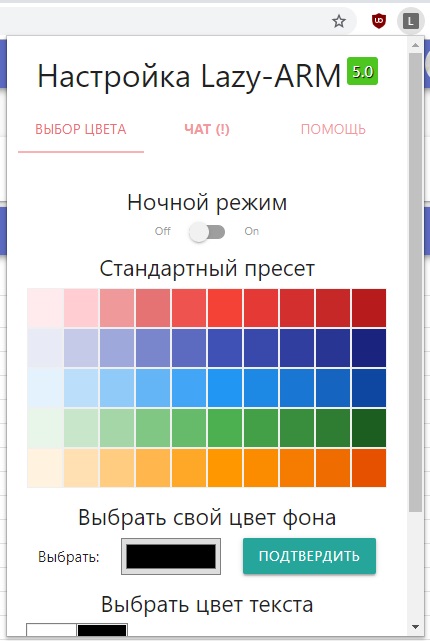 L
Настройка Lazy-ARM 5.0
ВЫБОР ЦВЕТА ЧАТ (!) ПОМОЩЬ
Ночной режим
Off On
Стандартный пресет
Выбрать свой цвет фона
Выбрать: ПОДТВЕРДИТЬ
Выбрать цвет текста